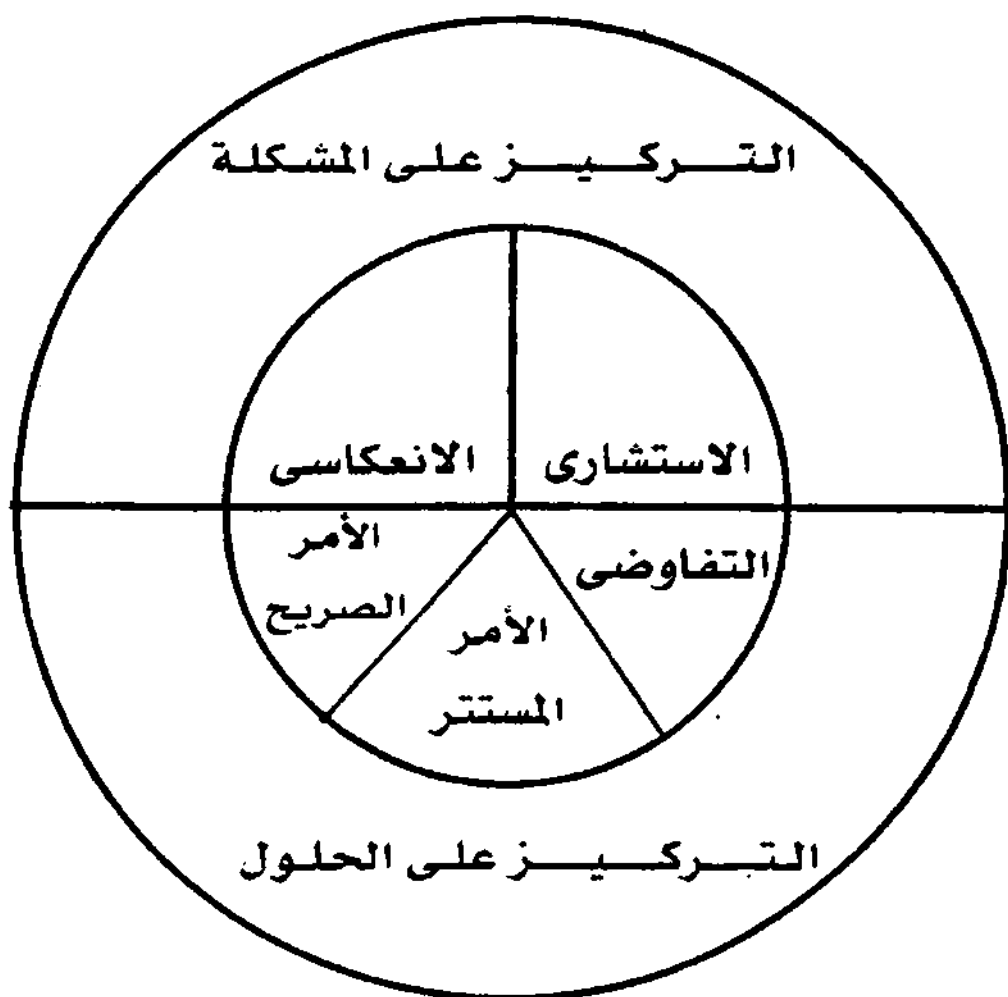 التركيز على المشكلة
الاستشارى
الانعكاسى
التفاوضى
الأمر
الصريح
الأمر
المستتر
التركيز على الحلول